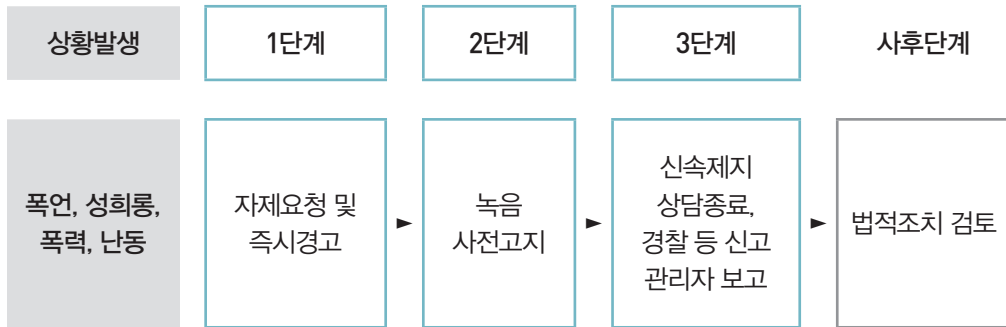 상황발생
1단계
2단계
3단계
사후단계
폭언, 성희롱,
폭력, 난동
자제요청 및
즉시경고
►
녹음
사전고지
►
신속제지
상담종료,
경찰 등 신고
관리자 보고
►
법적조치 검토